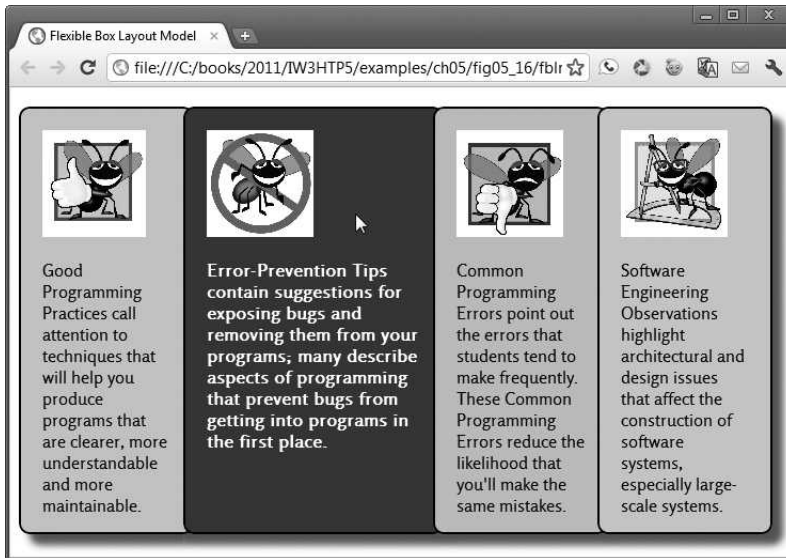 Flexible Box Layout Model
file:///C:/books/2011/IW3HTP5/examples/ch05/fig05_16/fblr
Good
Programming
Practices call
attention to
techniques that
will help you
produce
programs that
are clearer, more
understandable
and more
maintainable.
Error-Prevention Tips
contain suggestions for
exposing bugs and
removing them from your
programs; many describe
aspects of programming
that prevent bugs from
getting into programs in
the first place.
Common
Programming
Errors point out
the errors that
students tend to
make frequently.
These Common
Programming
Errors reduce the
likelihood that
you'll make the
same mistakes.
Software
Engineering
Observations
highlight
architectural and
design issues
that affect the
construction of
software
systems,
especially large-
scale systems.